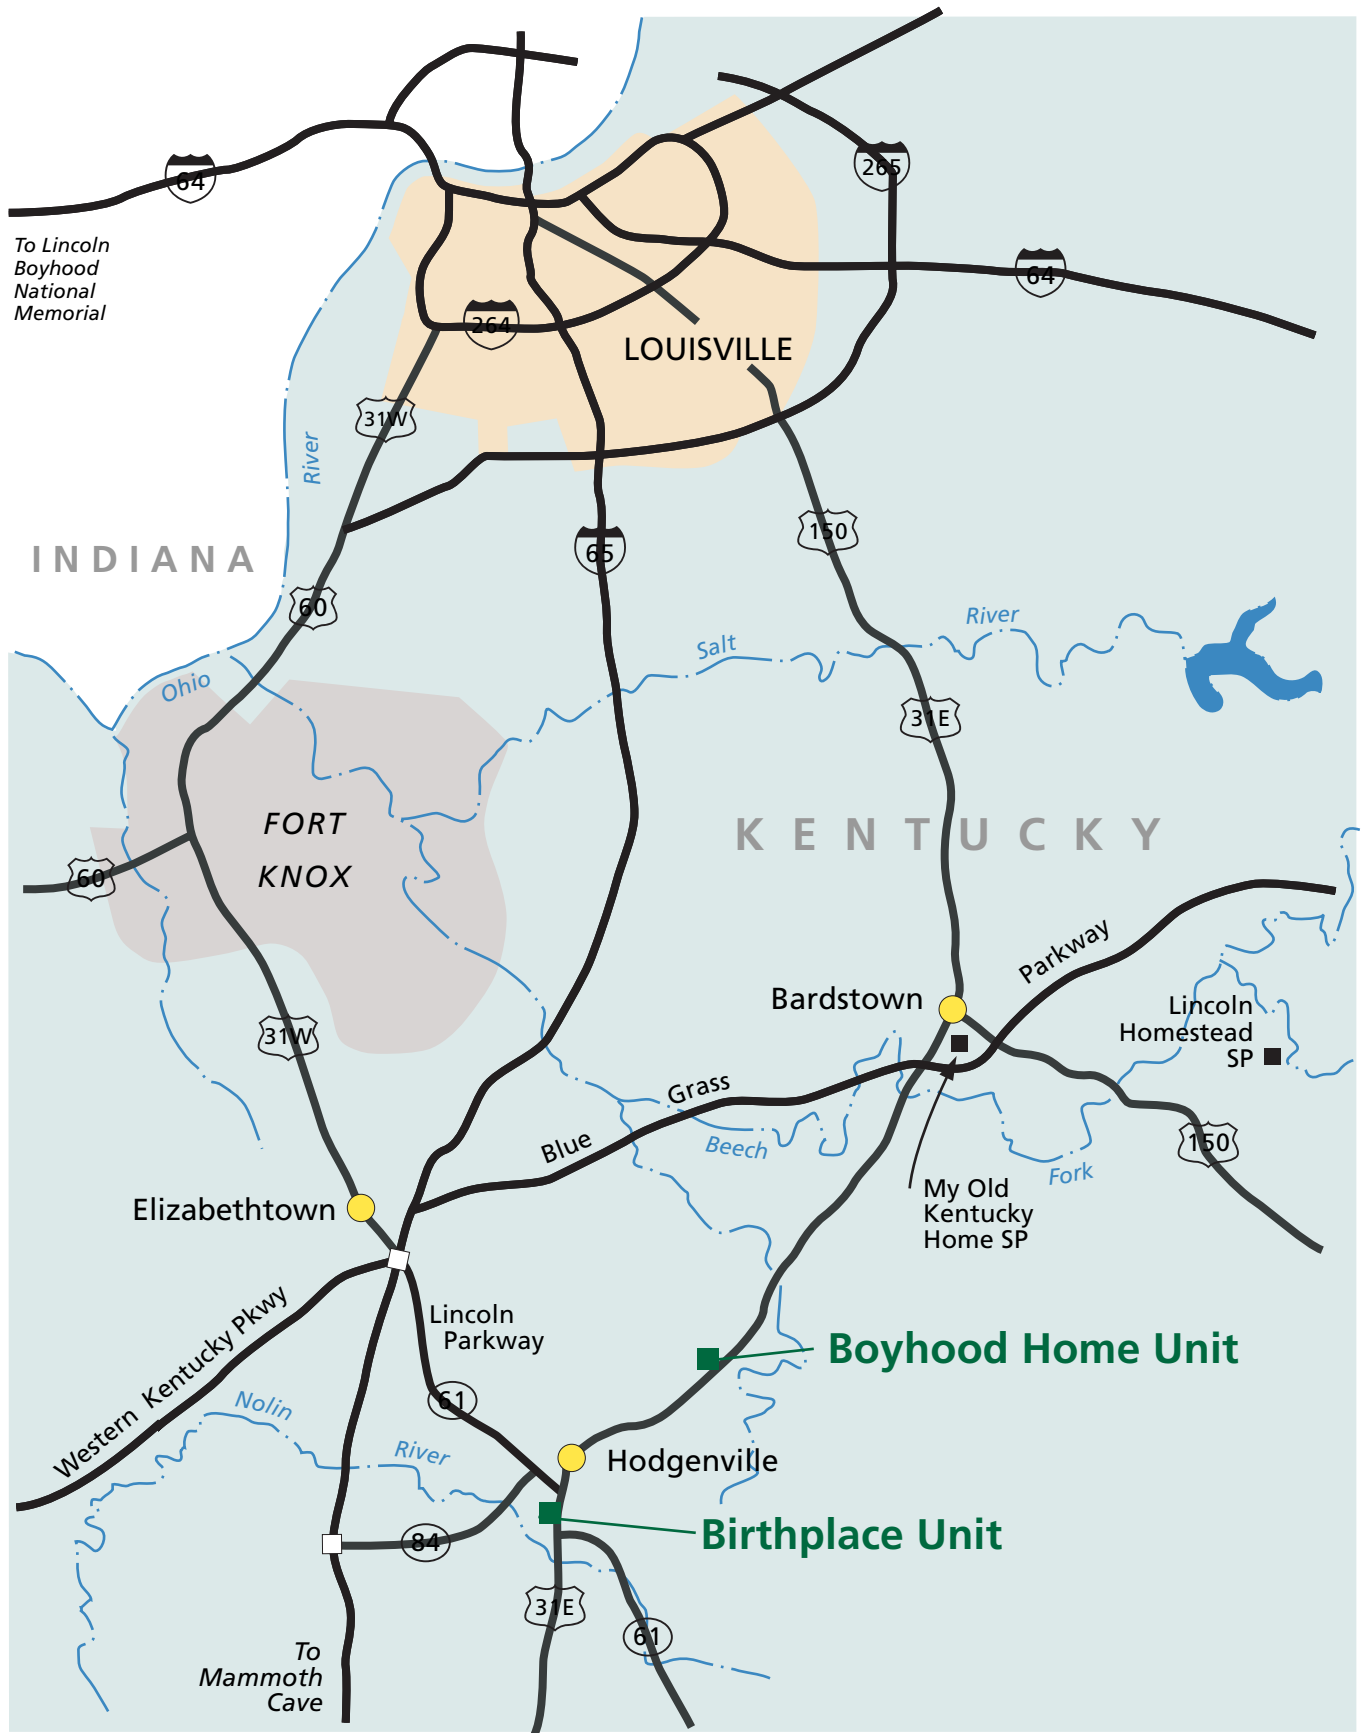 265
64
64
To Lincoln
Boyhood
National
Memorial
264
LOUISVILLE
31W
River
150
65
INDIANA
60
River
Salt
Ohio
31E
FORT
KNOX
KENTUCKY
60
Parkway
Bardstown
Lincoln
Homestead
SP
31W
Grass
Blue
Beech
150
Fork
My Old
Kentucky
Home SP
Elizabethtown
Western Kentucky Pkwy
Lincoln
Parkway
Boyhood Home Unit
61
Nolin
River
Hodgenville
Birthplace Unit
84
31E
61
To
Mammoth
Cave